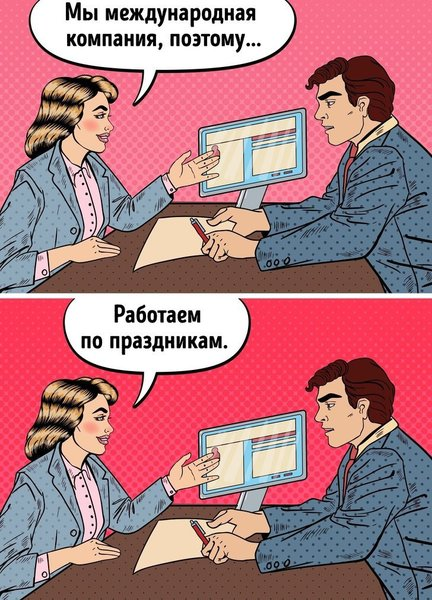 Мы международная
компания, поэтому...
Работаем
по праздникам.